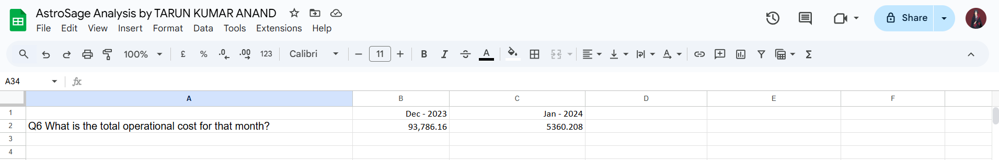 AstroSage Analysis by TARUN KUMAR ANAND
File Edit View Insert Format Data Tools Extensions Help
Share
100% £ % .0 .00 123 Calibri 11 B I S A A Σ
A34 fx
A B C D E F
1 Dec - 2023 Jan - 2024
2 Q6 What is the total operational cost for that month? 93,786.16 5360.208
3
4